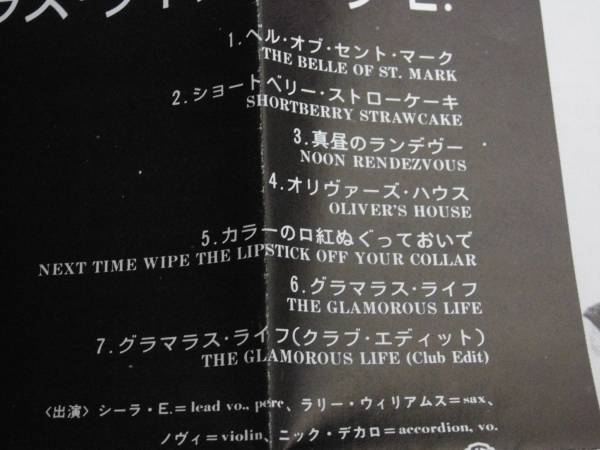 1.ベル・オブ・セント・マーク
THE BELLE OF ST. MARK
2.ショートベリー・ストローケーキ
SHORTBERRY STRAWCAKE
3.真昼のランデヴー
NOON RENDEZVOUS
4.オリヴァーズ・ハウス
OLIVER'S HOUSE
5.カラーの口紅ぬぐっておいで
NEXT TIME WIPE THE LIPSTICK OFF YOUR COLLAR
6.グラマラス・ライフ
THE GLAMOROUS LIFE
7.グラマラス・ライフ(クラブ・エディット)
THE GLAMOROUS LIFE (Club Edit)
〈出演〉シーラ・E.=lead vo., perc、ラリー・ウィリアムス=sax、
ノヴィ=violin、ニック・デカロ=accordion, vo.